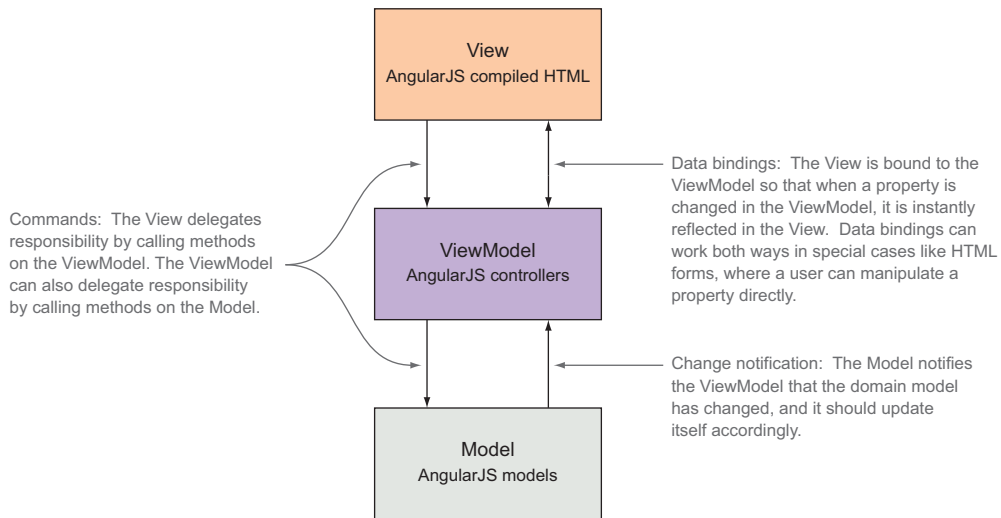 View
AngularJS compiled HTML
Data bindings:  The View is bound to the
ViewModel so that when a property is
changed in the ViewModel, it is instantly
reflected in the View.  Data bindings can
work both ways in special cases like HTML
forms, where a user can manipulate a
property directly.
Commands:  The View delegates
responsibility by calling methods
on the ViewModel. The ViewModel
can also delegate responsibility
by calling methods on the Model.
ViewModel
AngularJS controllers
Change notification:  The Model notifies
the ViewModel that the domain model
has changed, and it should update
itself accordingly.
Model
AngularJS models